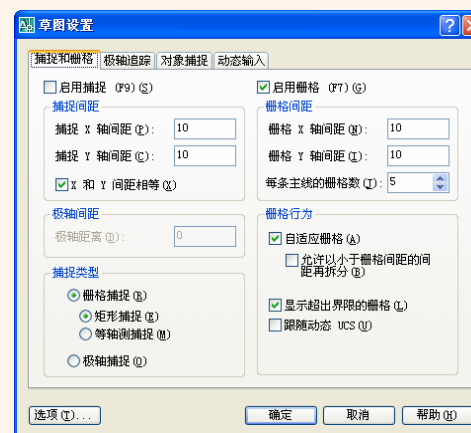 草图设置
捕捉和栅格 极轴追踪 对象捕捉 动态输入
启用捕捉 (F9)(S)
启用栅格 (F7)(G)
捕捉间距
捕捉 X 轴间距(P): 10
捕捉 Y 轴间距(C): 10
X 和 Y 间距相等(X)
栅格间距
栅格 X 轴间距(N): 10
栅格 Y 轴间距(I): 10
每条主线的栅格数(J): 5
极轴间距
极轴距离(D): 0
捕捉类型
栅格捕捉(R)
矩形捕捉(E)
等轴测捕捉(M)
极轴捕捉(O)
栅格行为
自适应栅格(A)
允许以小于栅格间距的间
距再拆分(B)
显示超出界限的栅格(L)
跟随动态 UCS(U)
选项(T)...
确定 取消 帮助(H)